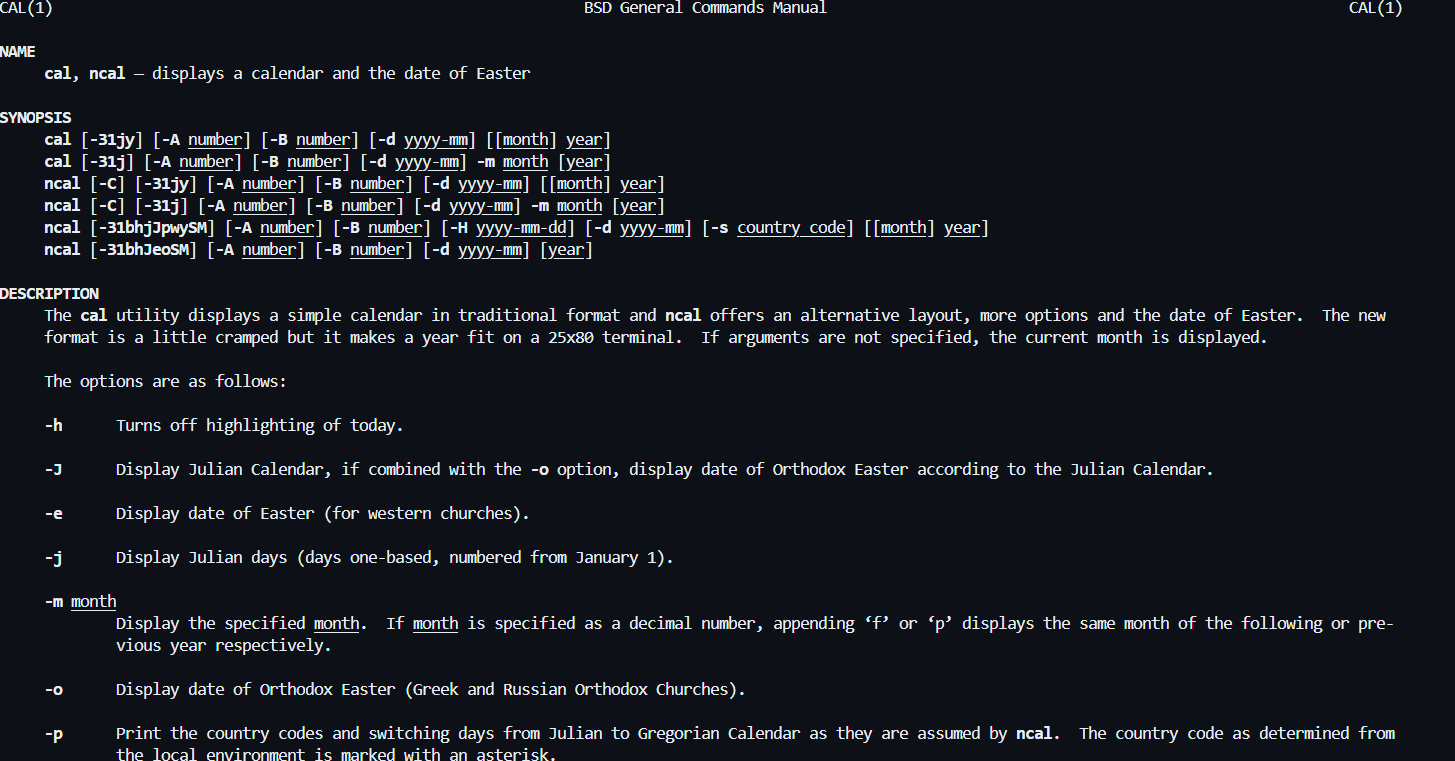 CAL(1) BSD General Commands Manual CAL(1)
NAME
cal, ncal — displays a calendar and the date of Easter
SYNOPSIS
cal [-31jy] [-A number] [-B number] [-d yyyy-mm] [[month] year]
cal [-31j] [-A number] [-B number] [-d yyyy-mm] -m month [year]
ncal [-C] [-31jy] [-A number] [-B number] [-d yyyy-mm] [[month] year]
ncal [-C] [-31j] [-A number] [-B number] [-d yyyy-mm] -m month [year]
ncal [-31bhjJpwySM] [-A number] [-B number] [-H yyyy-mm-dd] [-d yyyy-mm] [-s country_code] [[month] year]
ncal [-31bhJeoSM] [-A number] [-B number] [-d yyyy-mm] [year]
DESCRIPTION
The cal utility displays a simple calendar in traditional format and ncal offers an alternative layout, more options and the date of Easter.  The new
format is a little cramped but it makes a year fit on a 25x80 terminal.  If arguments are not specified, the current month is displayed.
The options are as follows:
-h Turns off highlighting of today.
-J Display Julian Calendar, if combined with the -o option, display date of Orthodox Easter according to the Julian Calendar.
-e Display date of Easter (for western churches).
-j Display Julian days (days one-based, numbered from January 1).
-m month
Display the specified month.  If month is specified as a decimal number, appending ‘f’ or ‘p’ displays the same month of the following or pre-
vious year respectively.
-o Display date of Orthodox Easter (Greek and Russian Orthodox Churches).
-p Print the country codes and switching days from Julian to Gregorian Calendar as they are assumed by ncal.  The country code as determined from
the local environment is marked with an asterisk.